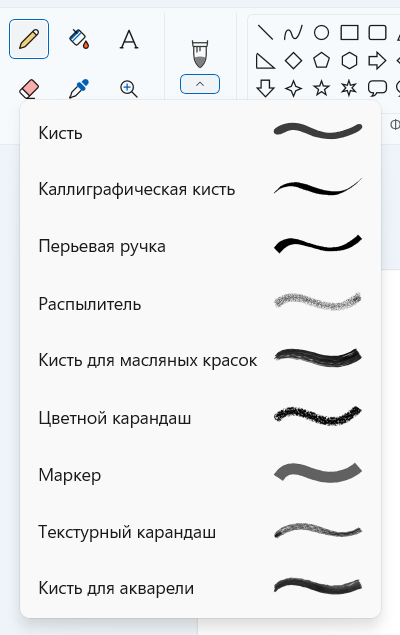 Кисть
Каллиграфическая кисть
Перьевая ручка
Распылитель
Кисть для масляных красок
Цветной карандаш
Маркер
Текстурный карандаш
Кисть для акварели